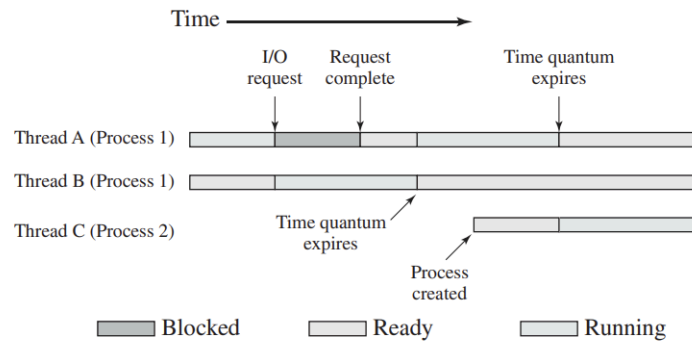 Time
I/O
request
Request
complete
Time quantum
expires
Thread A (Process 1)
Thread B (Process 1)
Time quantum
expires
Thread C (Process 2)
Process
created
Blocked
Ready
Running